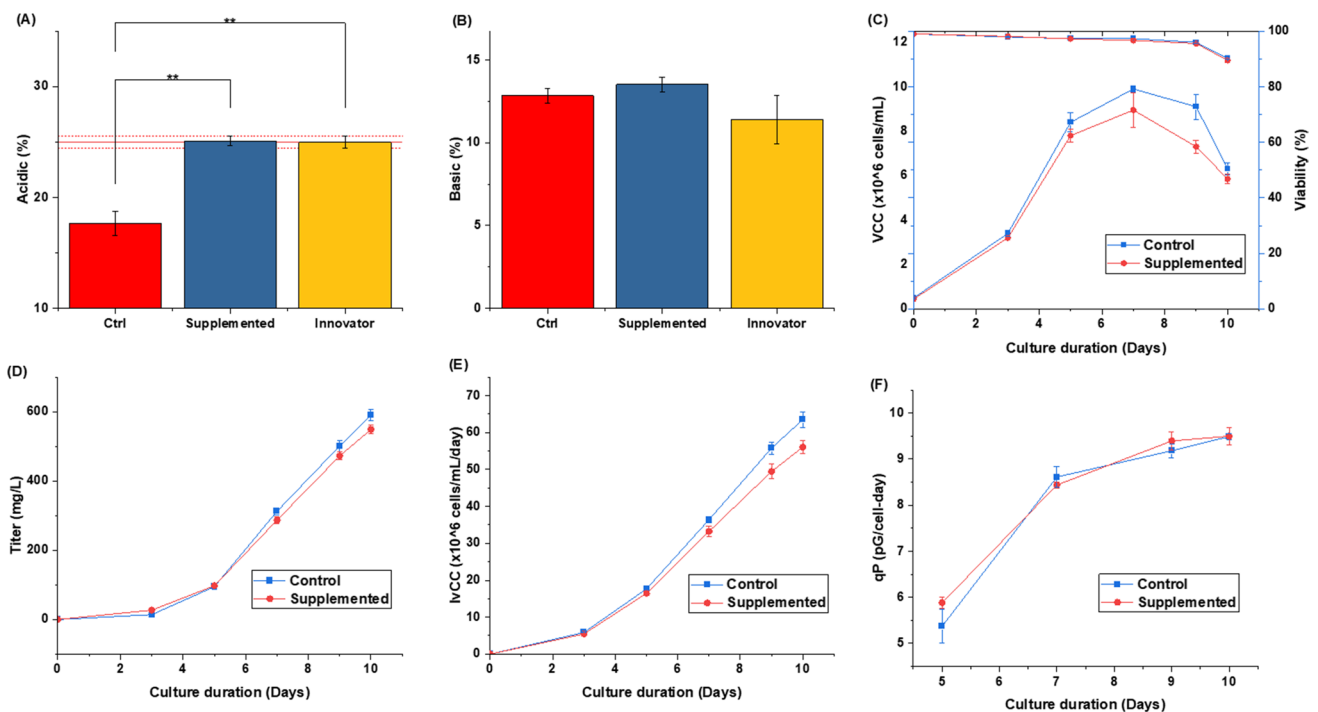 (A)
**
**
Acidic (%)
35
20
10
Ctrl
Supplemented
Innovator
(B)
Basic (%)
15
10
5
0
Ctrl
Supplemented
Innovator
(C)
VCC (x10^6 cells/mL)
12
10
8
6
4
2
0
100
80
60
40
20
0
Viability (%)
Control
Supplemented
0
2
4
6
8
10
Culture duration (Days)
(D)
Titer (mg/L)
600
400
200
0
Control
Supplemented
0
2
4
6
8
10
Culture duration (Days)
(E)
IvCC (x10^6 cells/mL/day)
70
60
50
40
30
20
10
0
Control
Supplemented
0
2
4
6
8
10
Culture duration (Days)
(F)
qP (pG/cell-day)
10
9
8
7
6
5
Control
Supplemented
5
6
7
8
9
10
Culture duration (Days)